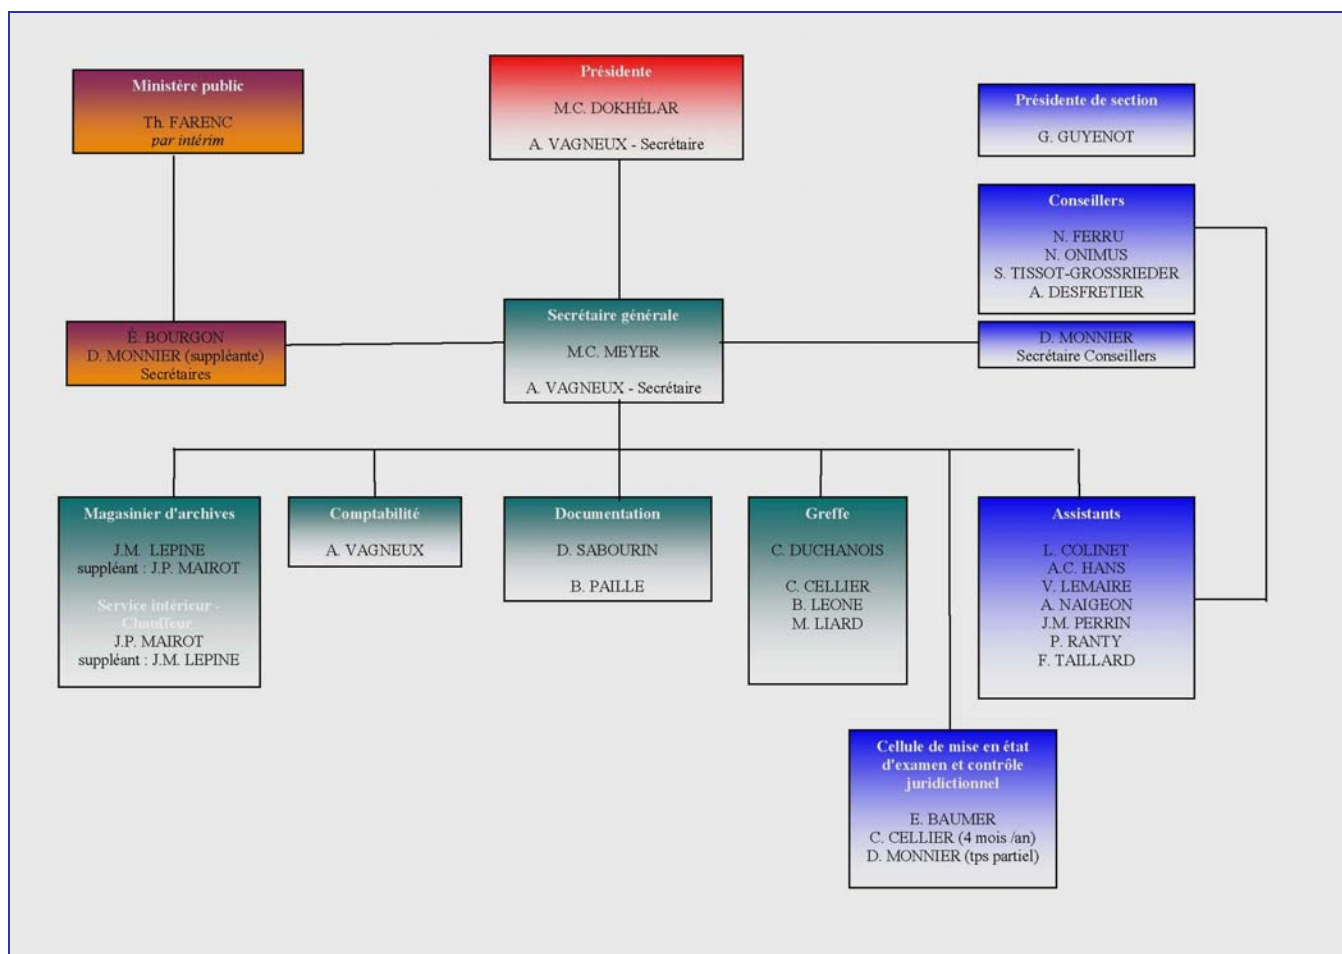 Ministère public
Th. FARENC
par intérim
Présidente
M.C. DOKHÉLAR
A. VAGNEUX - Secrétaire
Présidente de section
G. GUYENOT
Conseillers
N. FERRU
N. ONIMUS
S. TISSOT-GROSSRIEDER
A. DESFRETIER
É. BOURGON
D. MONNIER (suppléante)
Secrétaires
Secrétaire générale
M.C. MEYER
A. VAGNEUX - Secrétaire
D. MONNIER
Secrétaire Conseillers
Magasinier d'archives
J.M. LEPINE
suppléant : J.P. MAIROT
Service intérieur -
Chauffeur
J.P. MAIROT
suppléant : J.M. LEPINE
Comptabilité
A. VAGNEUX
Documentation
D. SABOURIN
B. PAILLE
Greffe
C. DUCHANOIS
C. CELLIER
B. LEONE
M. LIARD
Assistants
L. COLINET
A.C. HANS
V. LEMAIRE
A. NAIGEON
J.M. PERRIN
P. RANTY
F. TAILLARD
Cellule de mise en état
d'examen et contrôle
juridictionnel
E. BAUMER
C. CELLIER (4 mois /an)
D. MONNIER (tps partiel)